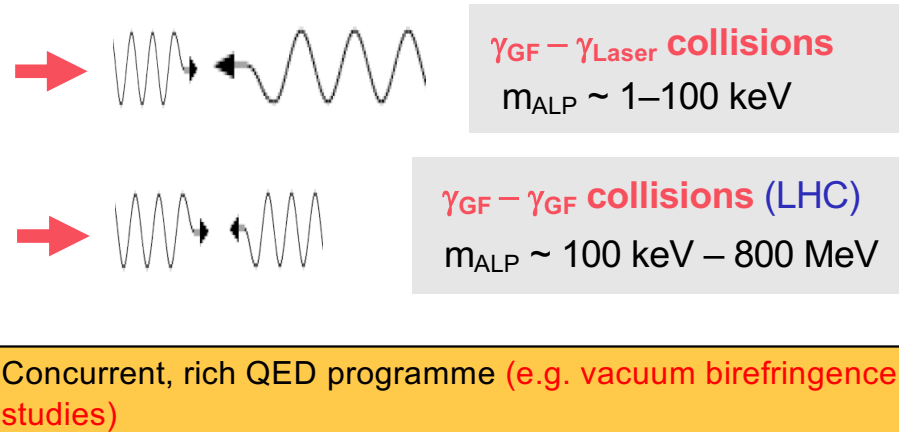 γGF – γLaser collisions
mALP ~ 1–100 keV
γGF – γGF collisions (LHC)
mALP ~ 100 keV – 800 MeV
Concurrent, rich QED programme (e.g. vacuum birefringence
studies)